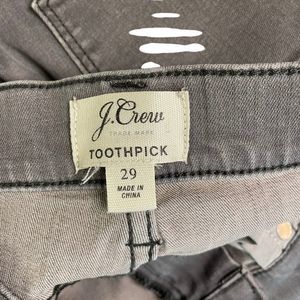 J.Crew
TRADE MARK
TOOTHPICK
29
MADE IN
CHINA